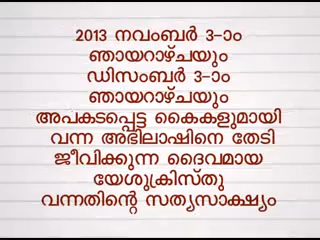 2013 നവംബർ 3-ാം
ഞായറാഴ്ചയും
ഡിസംബർ 3-ാം
ഞായറാഴ്ചയും
അപകടപ്പെട്ട കൈകളുമായി
വന്ന അഭിലാഷിനെ തേടി
ജീവിക്കുന്ന ദൈവമായ
യേശുക്രിസ്തു
വന്നതിന്റെ സത്യസാക്ഷ്യം